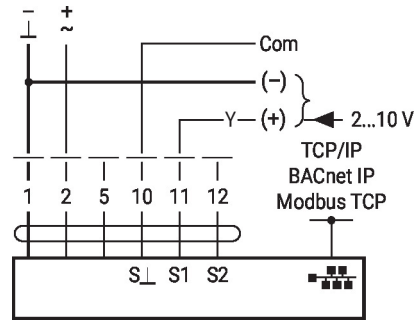 − +
⊥ ~
Com
(−)
Y (+) 2...10 V
TCP/IP
BACnet IP
Modbus TCP
1 2 5 10 11 12
S⊥ S1 S2